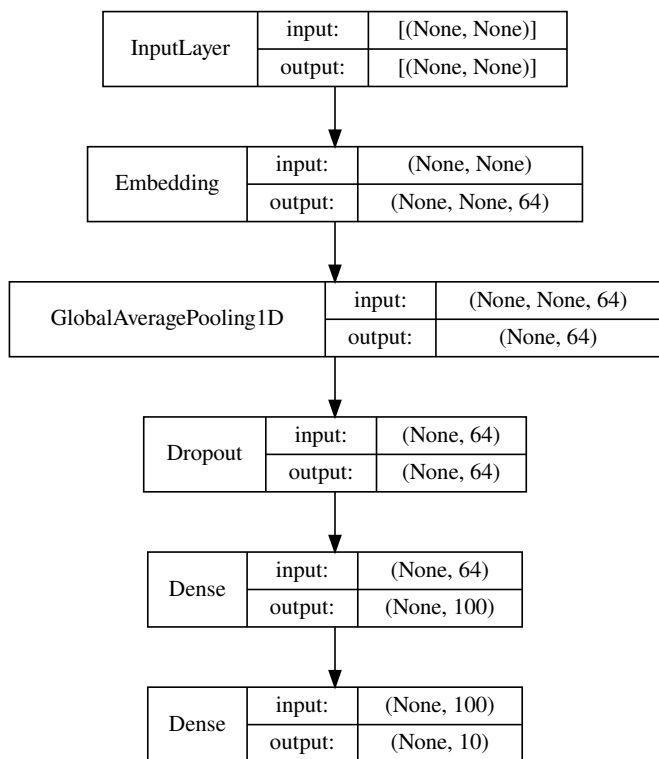 InputLayer
input: [(None, None)]
output: [(None, None)]
Embedding
input: (None, None)
output: (None, None, 64)
GlobalAveragePooling1D
input: (None, None, 64)
output: (None, 64)
Dropout
input: (None, 64)
output: (None, 64)
Dense
input: (None, 64)
output: (None, 100)
Dense
input: (None, 100)
output: (None, 10)